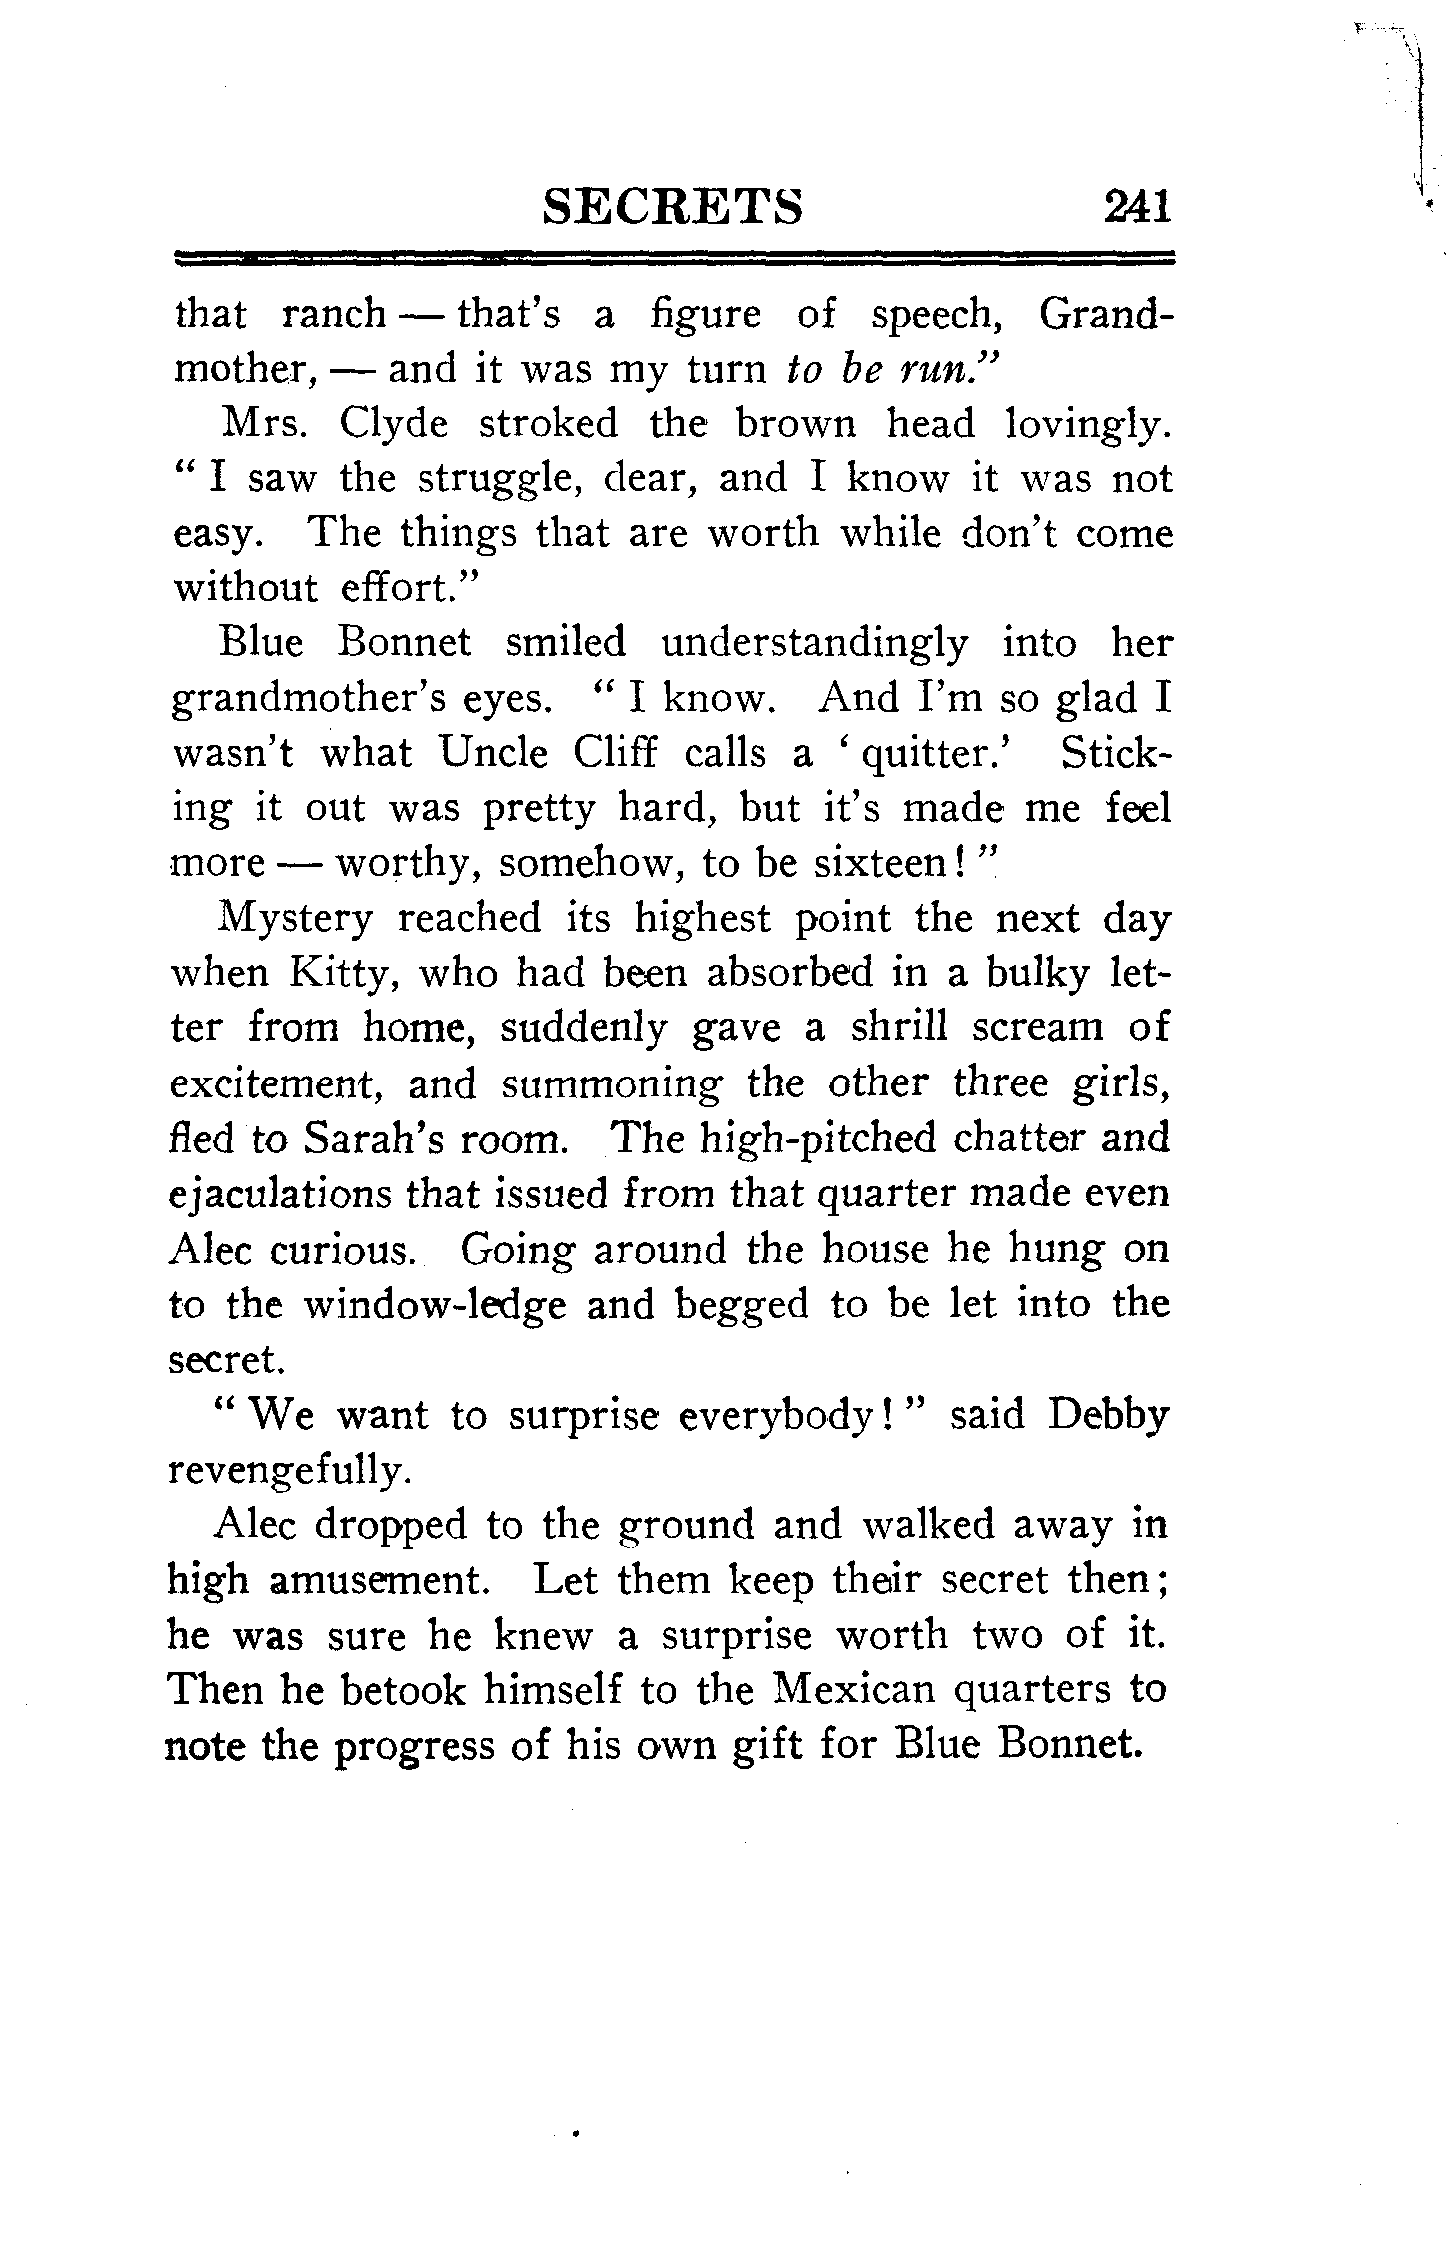 SECRETS 241
that ranch — that's a figure of speech, Grand-
mother, — and it was my turn to be run."
Mrs. Clyde stroked the brown head lovingly.
" I saw the struggle, dear, and I know it was not
easy. The things that are worth while don't come
without effort."
Blue Bonnet smiled understandingly into her
grandmother's eyes. " I know. And I'm so glad I
wasn't what Uncle Cliff calls a ' quitter.' Stick-
ing it out was pretty hard, but it's made me feel
more — worthy, somehow, to be sixteen! "
Mystery reached its highest point the next day
when Kitty, who had been absorbed in a bulky let-
ter from home, suddenly gave a shrill scream of
excitement, and summoning the other three girls,
fled to Sarah's room. The high-pitched chatter and
ejaculations that issued from that quarter made even
Alec curious. Going around the house he hung on
to the window-ledge and begged to be let into the
secret.
" We want to surprise everybody! " said Debby
revengefully.
Alec dropped to the ground and walked away in
high amusement. Let them keep their secret then;
he was sure he knew a surprise worth two of it.
Then he betook himself to the Mexican quarters to
note the progress of his own gift for Blue Bonnet.